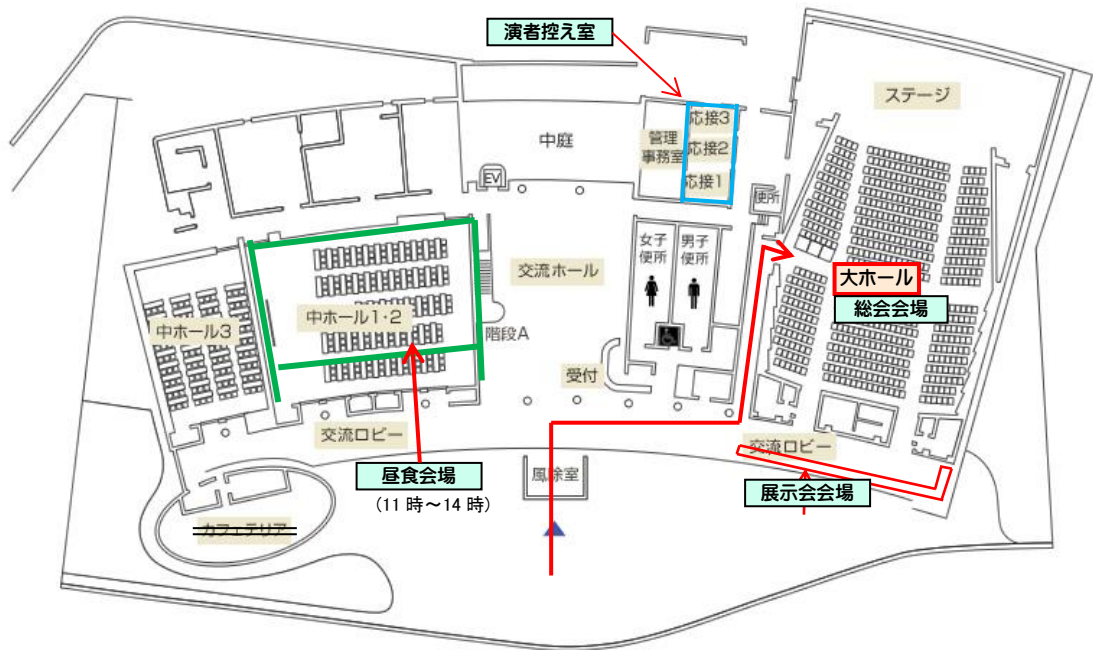 演者控え室
ステージ
応接3
中庭
管理
事務室
応接2
EV
応接1
便所
女子
便所
男子
便所
交流ホール
大ホール
総会会場
中ホール1・2
中ホール3
階段A
受付
交流ロビー
交流ロビー
昼食会場
(11時～14時)
風除室
展示会会場
カフェテリア